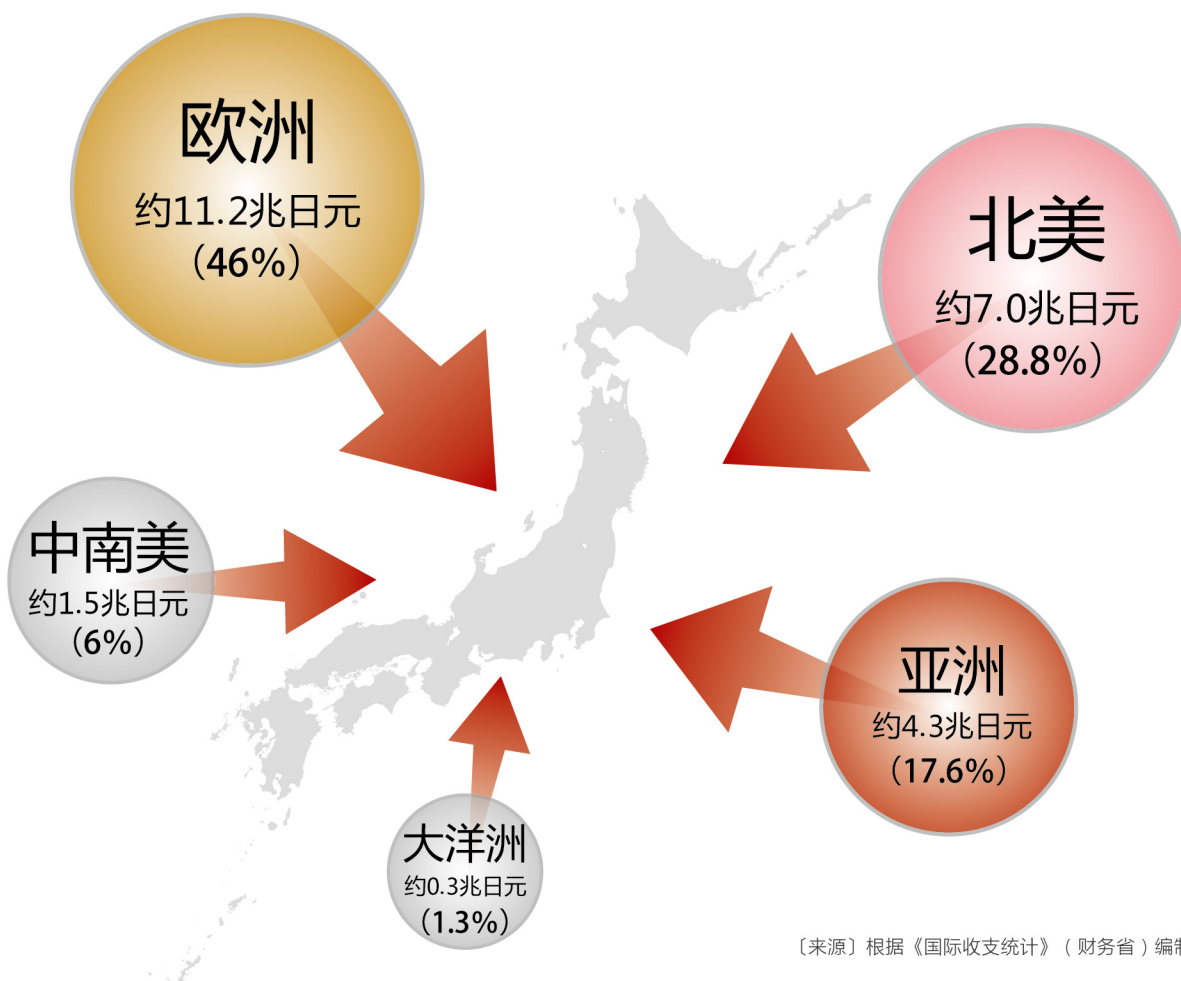 欧洲
约11.2兆日元
(46%)
北美
约7.0兆日元
(28.8%)
中南美
约1.5兆日元
(6%)
亚洲
约4.3兆日元
(17.6%)
大洋洲
约0.3兆日元
(1.3%)
〔来源〕根据《国际收支统计》（财务省）编制